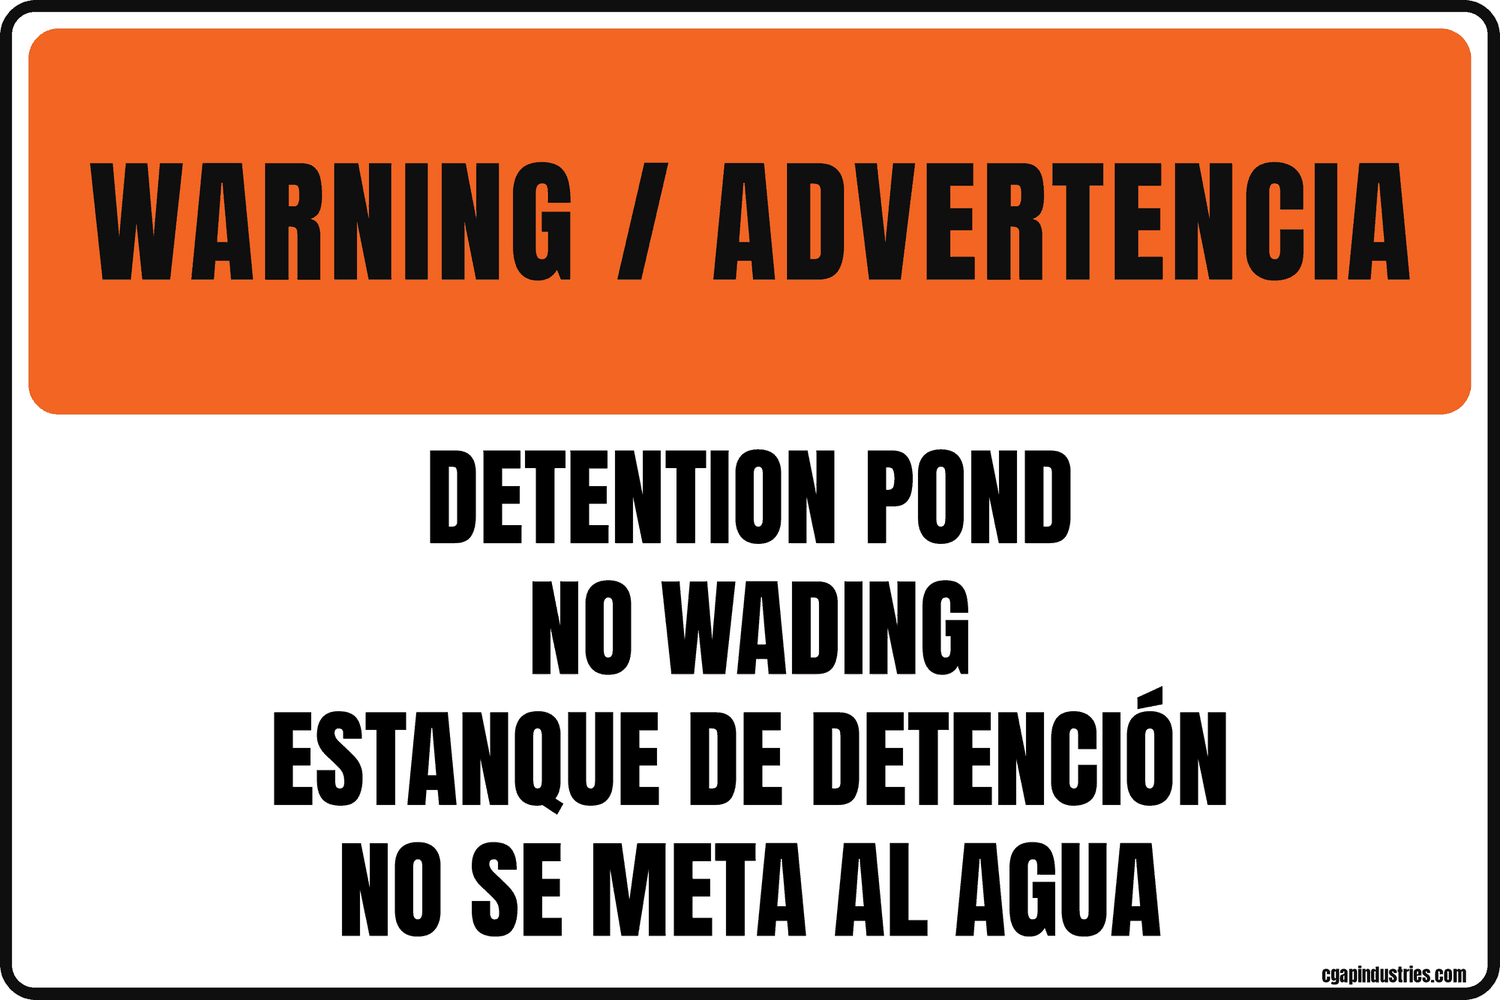 WARNING / ADVERTENCIA
DETENTION POND
NO WADING
ESTANQUE DE DETENCIÓN
NO SE META AL AGUA
cgapindustries.com